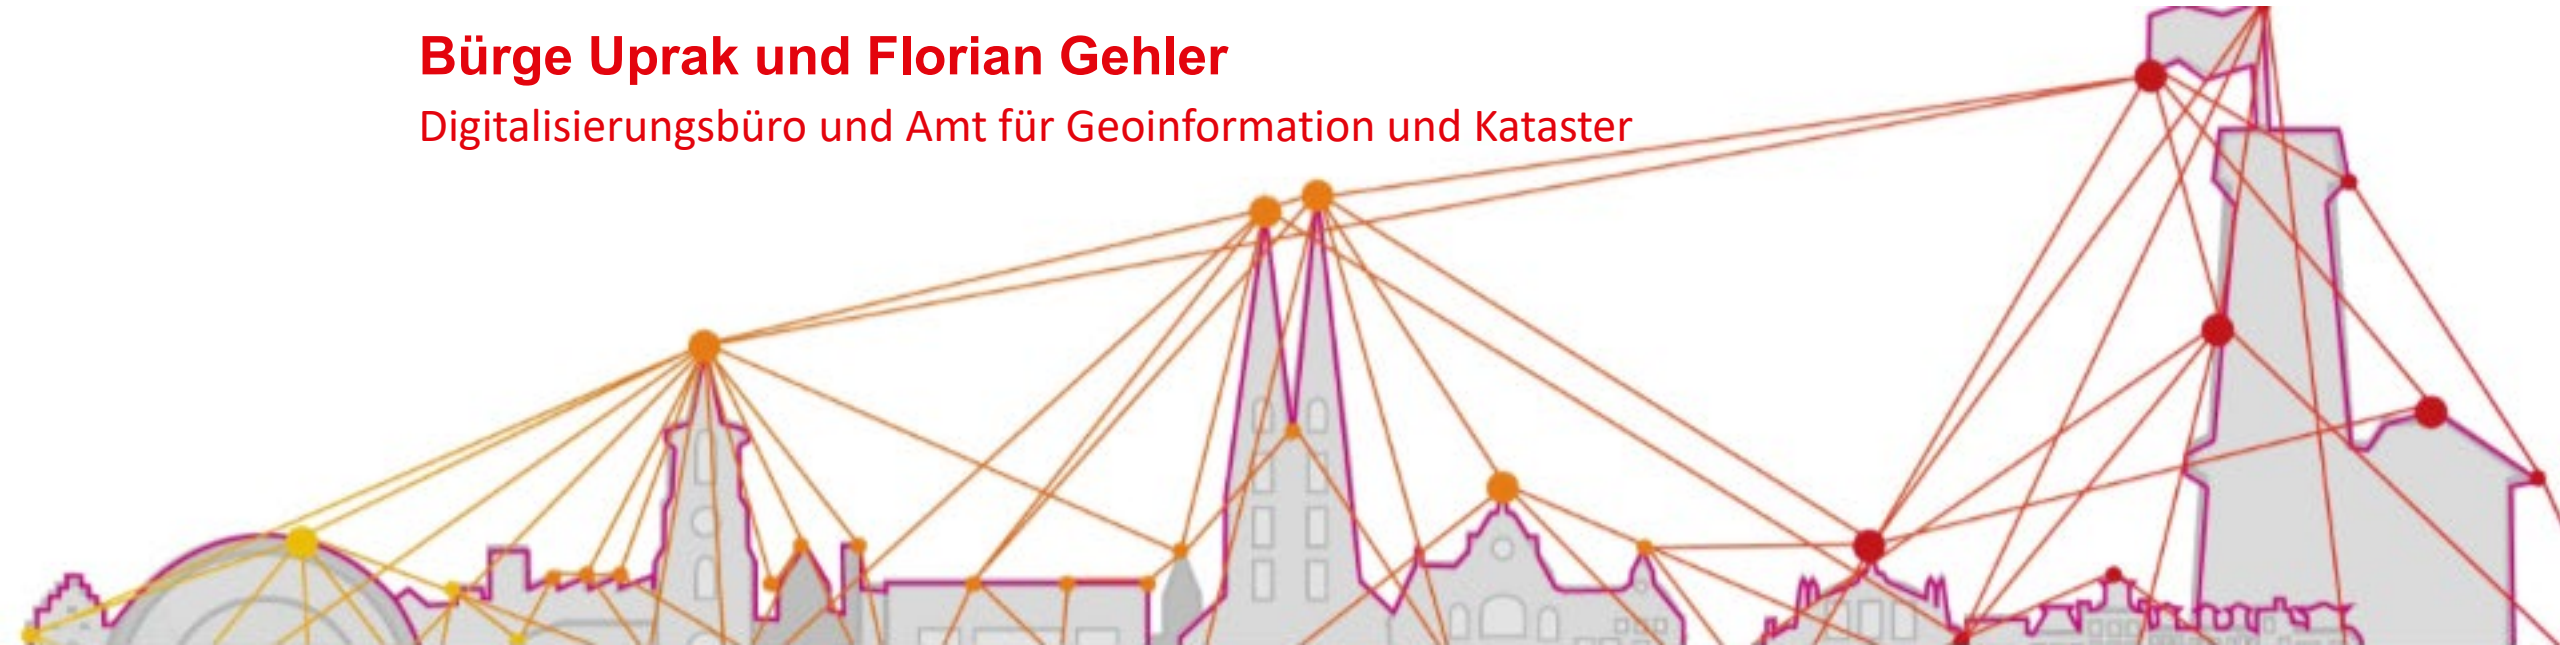 Bürge Uprak und Florian Gehler
Digitalisierungsbüro und Amt für Geoinformation und Kataster